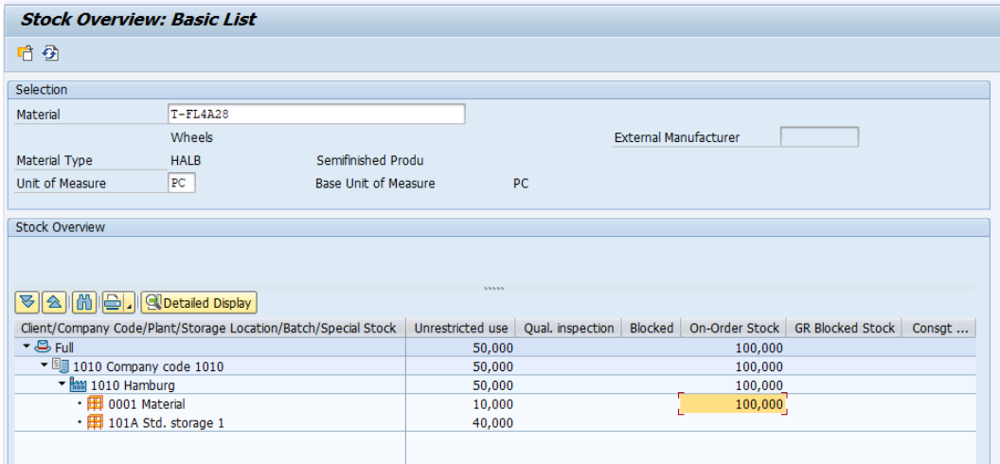 Stock Overview: Basic List
Selection
Material T-FL4A28
Wheels External Manufacturer
Material Type HALB Semifinished Produ
Unit of Measure PC Base Unit of Measure PC
Stock Overview
Detailed Display
Client/Company Code/Plant/Storage Location/Batch/Special Stock Unrestricted use Qual. inspection Blocked On-Order Stock GR Blocked Stock Consgt ...
Full 50,000 100,000
1010 Company code 1010 50,000 100,000
1010 Hamburg 50,000 100,000
0001 Material 10,000 100,000
101A Std. storage 1 40,000